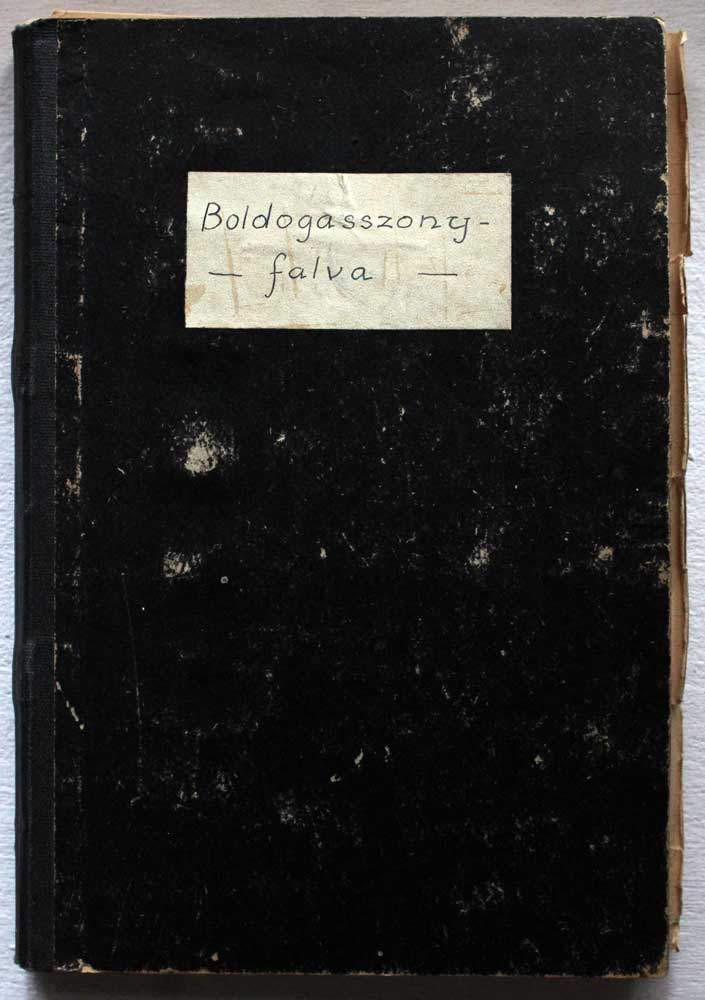 Boldogasszony-
— falva —